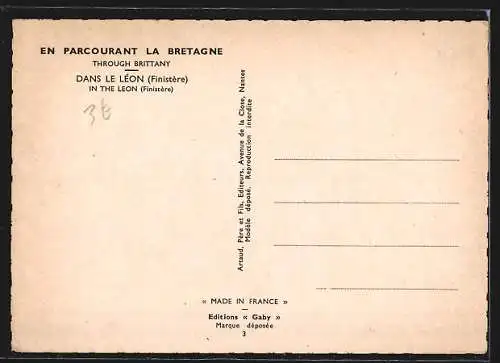 EN PARCOURANT LA BRETAGNE
THROUGH BRITTANY
DANS LE LÉON (Finistère)
IN THE LEON (Finistère)
3€
Artaud, Père et Fils, Editeurs, Avenue de la Close, Nantes
Modèle déposé. Reproduction interdite
« MADE IN FRANCE »
Editions « Gaby »
Marque déposée
3